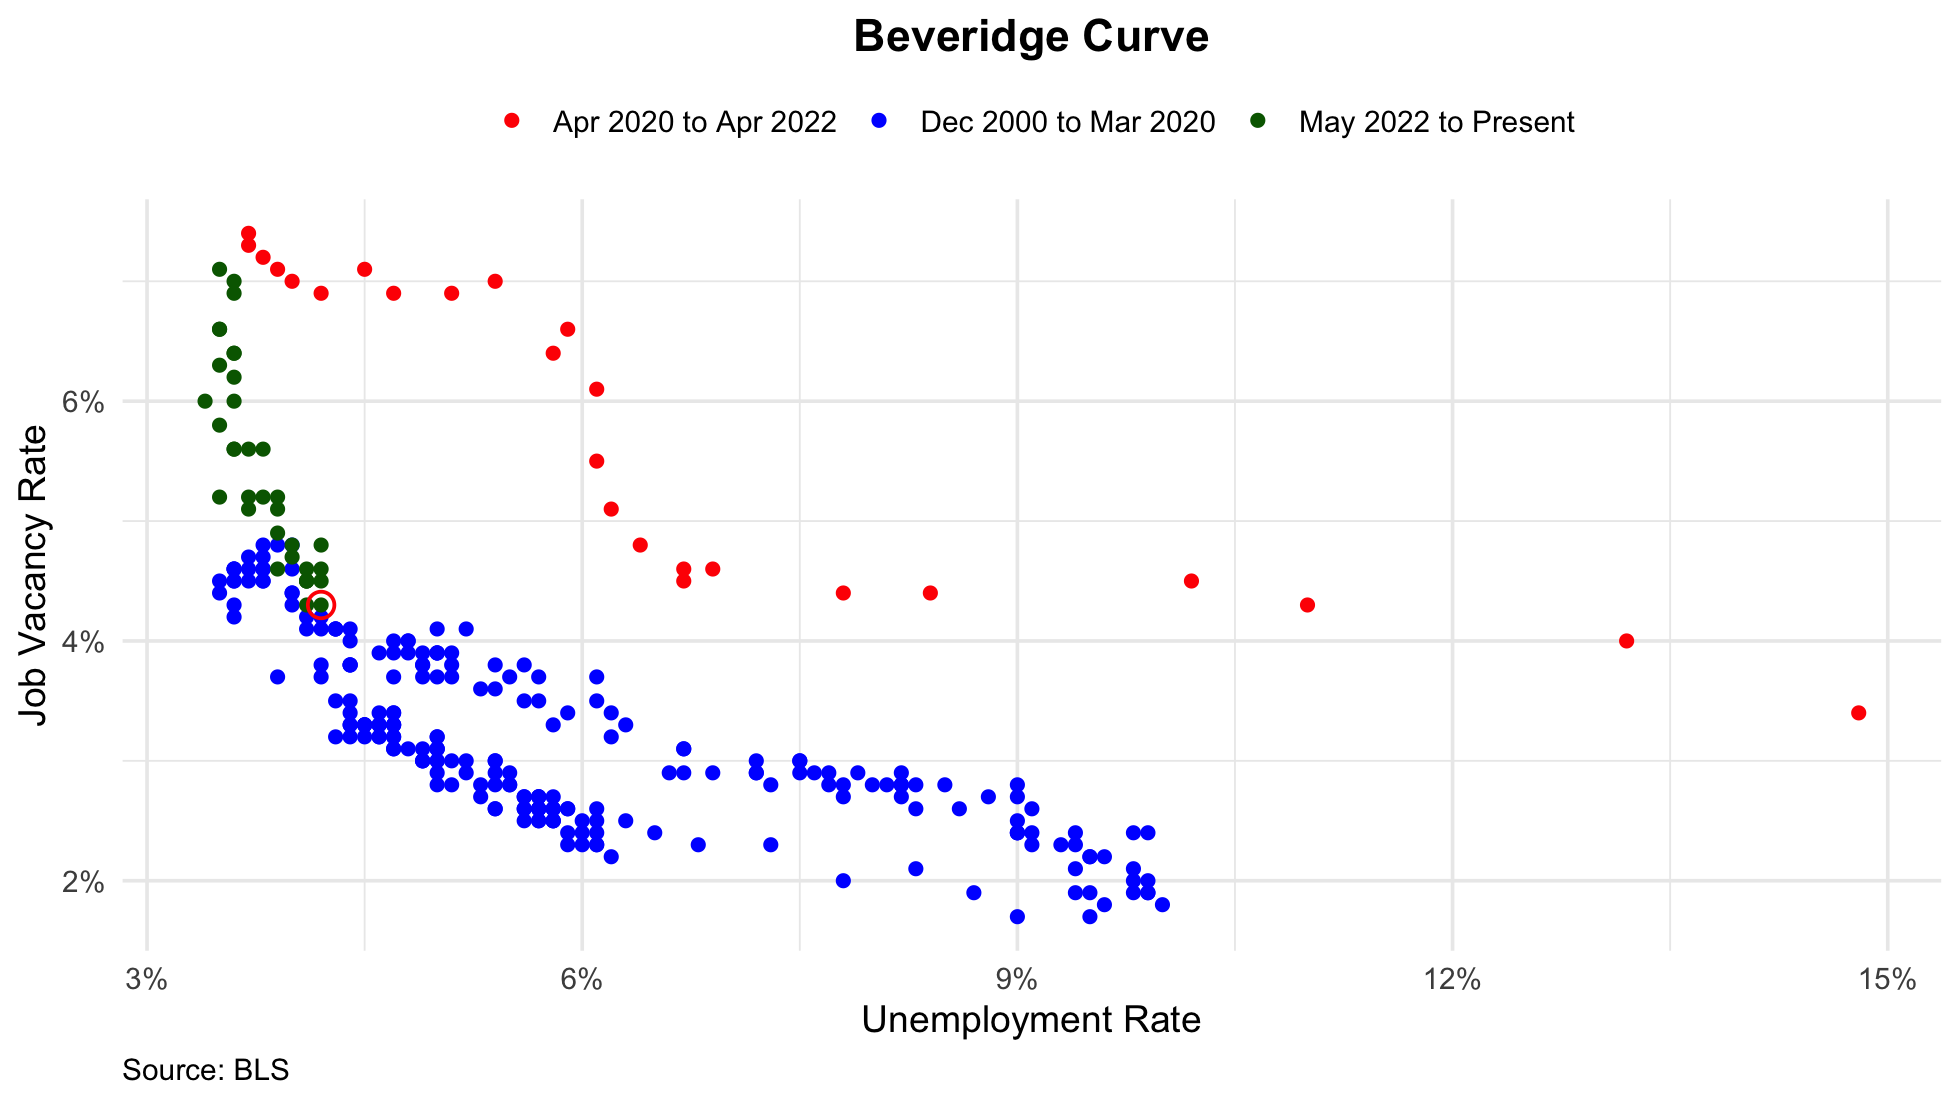 Beveridge Curve
Apr 2020 to Apr 2022 Dec 2000 to Mar 2020 May 2022 to Present
Job Vacancy Rate
6%
4%
2%
3% 6% 9% 12% 15%
Unemployment Rate
Source: BLS